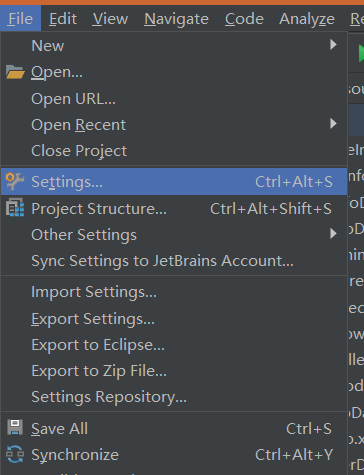 File Edit View Navigate Code Analyze
New
Open...
Open URL...
Open Recent
Close Project
Settings... Ctrl+Alt+S
Project Structure... Ctrl+Alt+Shift+S
Other Settings
Sync Settings to JetBrains Account...
Import Settings...
Export Settings...
Export to Eclipse...
Export to Zip File...
Settings Repository...
Save All Ctrl+S
Synchronize Ctrl+Alt+Y